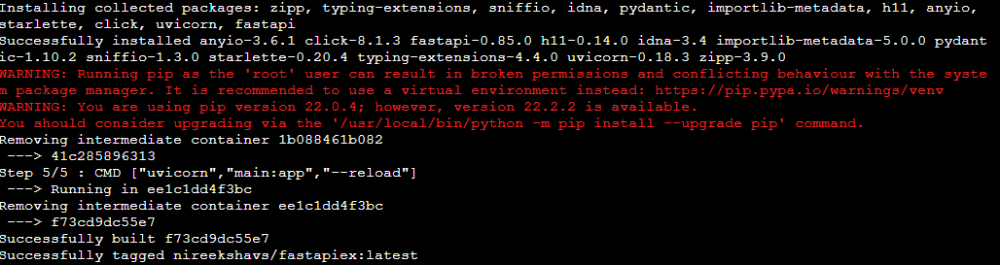 Installing collected packages: zipp, typing-extensions, sniffio, idna, pydantic, importlib-metadata, h11, anyio,
starlette, click, uvicorn, fastapi
Successfully installed anyio-3.6.1 click-8.1.3 fastapi-0.85.0 h11-0.14.0 idna-3.4 importlib-metadata-5.0.0 pydant
ic-1.10.2 sniffio-1.3.0 starlette-0.20.4 typing-extensions-4.4.0 uvicorn-0.18.3 zipp-3.9.0
WARNING: Running pip as the 'root' user can result in broken permissions and conflicting behaviour with the syste
m package manager. It is recommended to use a virtual environment instead: https://pip.pypa.io/warnings/venv
WARNING: You are using pip version 22.0.4; however, version 22.2.2 is available.
You should consider upgrading via the '/usr/local/bin/python -m pip install --upgrade pip' command.
Removing intermediate container 1b088461b082
 ---> 41c285896313
Step 5/5 : CMD ["uvicorn","main:app","--reload"]
 ---> Running in ee1c1dd4f3bc
Removing intermediate container ee1c1dd4f3bc
 ---> f73cd9dc55e7
Successfully built f73cd9dc55e7
Successfully tagged nireekshavs/fastapiex:latest